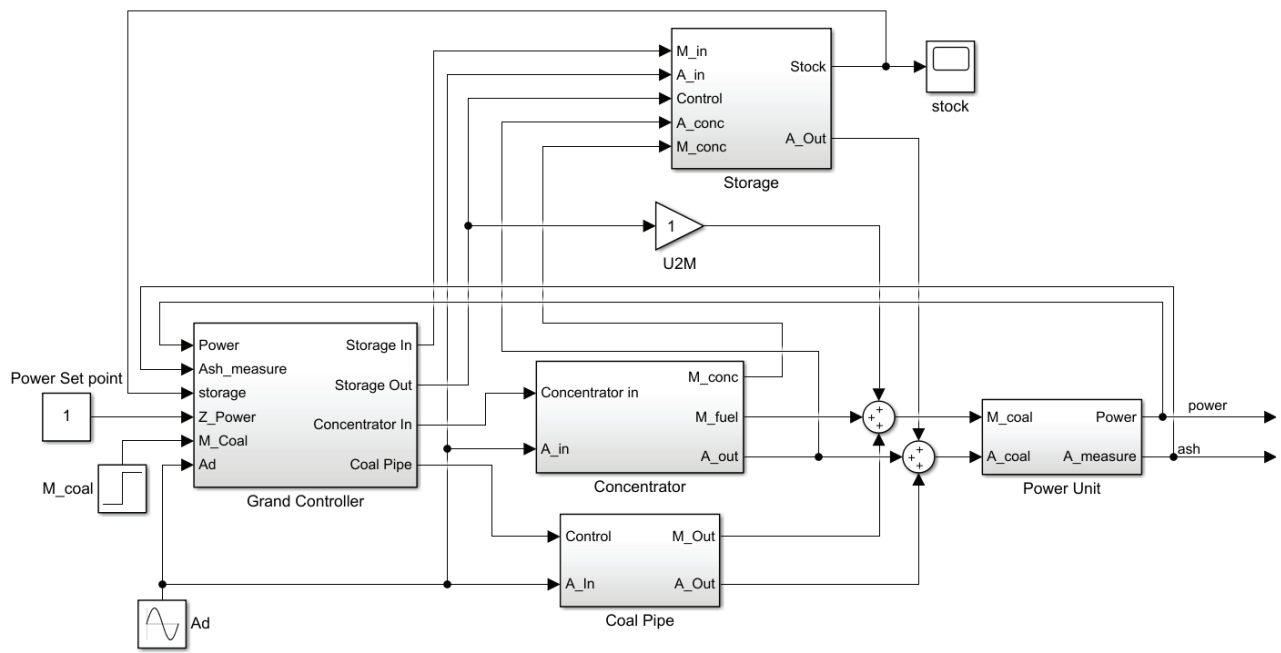 M_in
A_in
Control
A_conc
M_conc
Stock
A_Out
Storage
stock
1
U2M
Power Set point
1
M_coal
Ad
Power
Ash_measure
storage
Z_Power
M_Coal
Ad
Storage In
Storage Out
Concentrator In
Coal Pipe
Grand Controller
Concentrator in
A_in
M_conc
M_fuel
A_out
Concentrator
Control
A_In
M_Out
A_Out
Coal Pipe
+
+
+
+
+
+
M_coal
A_coal
Power
A_measure
Power Unit
power
ash